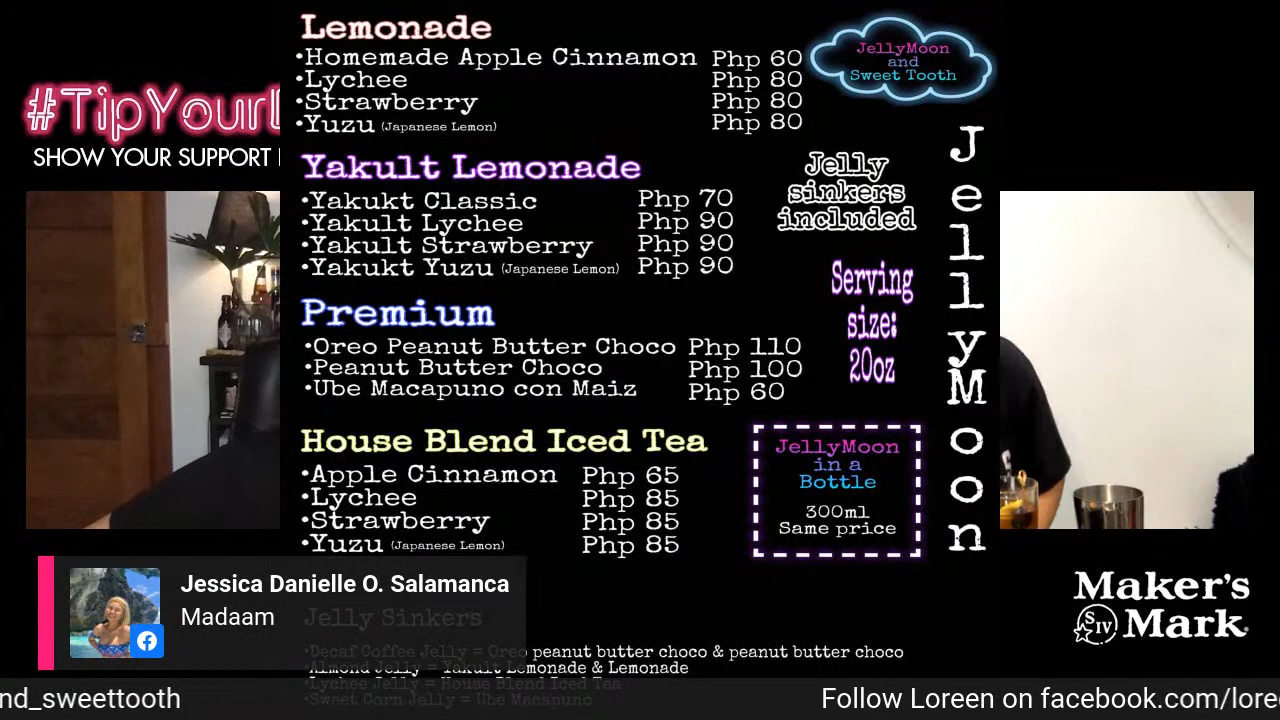 Lemonade
•Homemade Apple Cinnamon Php 60
•Lychee Php 80
•Strawberry Php 80
•Yuzu (Japanese Lemon) Php 80
JellyMoon
and
Sweet Tooth
#TipYour
SHOW YOUR SUPPORT
Yakult Lemonade
•Yakukt Classic Php 70
•Yakult Lychee Php 90
•Yakult Strawberry Php 90
•Yakukt Yuzu (Japanese Lemon) Php 90
Jelly
sinkers
included
JellyMoon
Serving
size:
20oz
Premium
•Oreo Peanut Butter Choco Php 110
•Peanut Butter Choco Php 100
•Ube Macapuno con Maiz Php 60
House Blend Iced Tea
•Apple Cinnamon Php 65
•Lychee Php 85
•Strawberry Php 85
•Yuzu (Japanese Lemon) Php 85
JellyMoon
in a
Bottle
300ml
Same price
Jessica Danielle O. Salamanca
Madaam
Jelly Sinkers
•Decaf Coffee Jelly = Oreo peanut butter choco & peanut butter choco
•Almond Jelly = Yakult Lemonade & Lemonade
•Lychee Jelly = House Blend Iced Tea
•Sweet Corn Jelly = Ube Macapuno
Maker's
SIV Mark
nd_sweettooth
Follow Loreen on facebook.com/lore